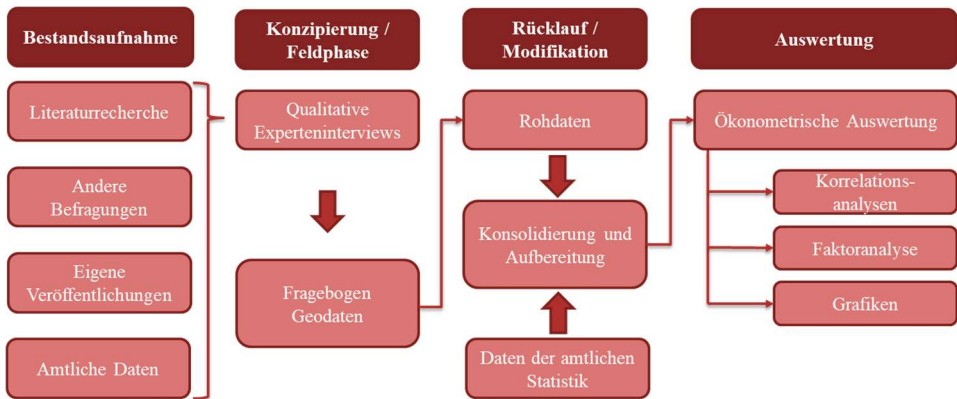 Bestandsaufnahme
Literaturrecherche
Andere
Befragungen
Eigene
Veröffentlichungen
Amtliche Daten
Konzipierung /
Feldphase
Qualitative
Experteninterviews
Fragebogen
Geodaten
Rücklauf /
Modifikation
Rohdaten
Konsolidierung und
Aufbereitung
Daten der amtlichen
Statistik
Auswertung
Ökonometrische Auswertung
Korrelations-
analysen
Faktoranalyse
Grafiken